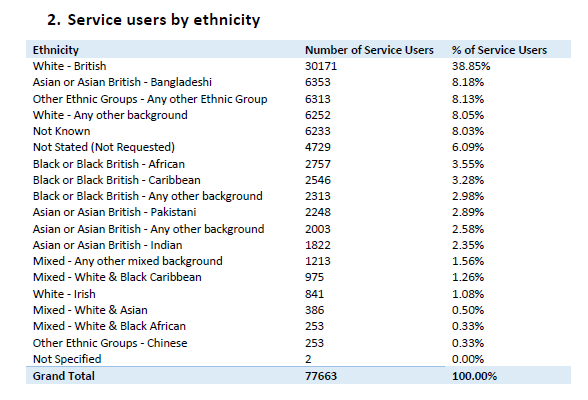 2. Service users by ethnicity
Ethnicity Number of Service Users % of Service Users
White - British 30171 38.85%
Asian or Asian British - Bangladeshi 6353 8.18%
Other Ethnic Groups - Any other Ethnic Group 6313 8.13%
White - Any other background 6252 8.05%
Not Known 6233 8.03%
Not Stated (Not Requested) 4729 6.09%
Black or Black British - African 2757 3.55%
Black or Black British - Caribbean 2546 3.28%
Black or Black British - Any other background 2313 2.98%
Asian or Asian British - Pakistani 2248 2.89%
Asian or Asian British - Any other background 2003 2.58%
Asian or Asian British - Indian 1822 2.35%
Mixed - Any other mixed background 1213 1.56%
Mixed - White & Black Caribbean 975 1.26%
White - Irish 841 1.08%
Mixed - White & Asian 386 0.50%
Mixed - White & Black African 253 0.33%
Other Ethnic Groups - Chinese 253 0.33%
Not Specified 2 0.00%
Grand Total 77663 100.00%